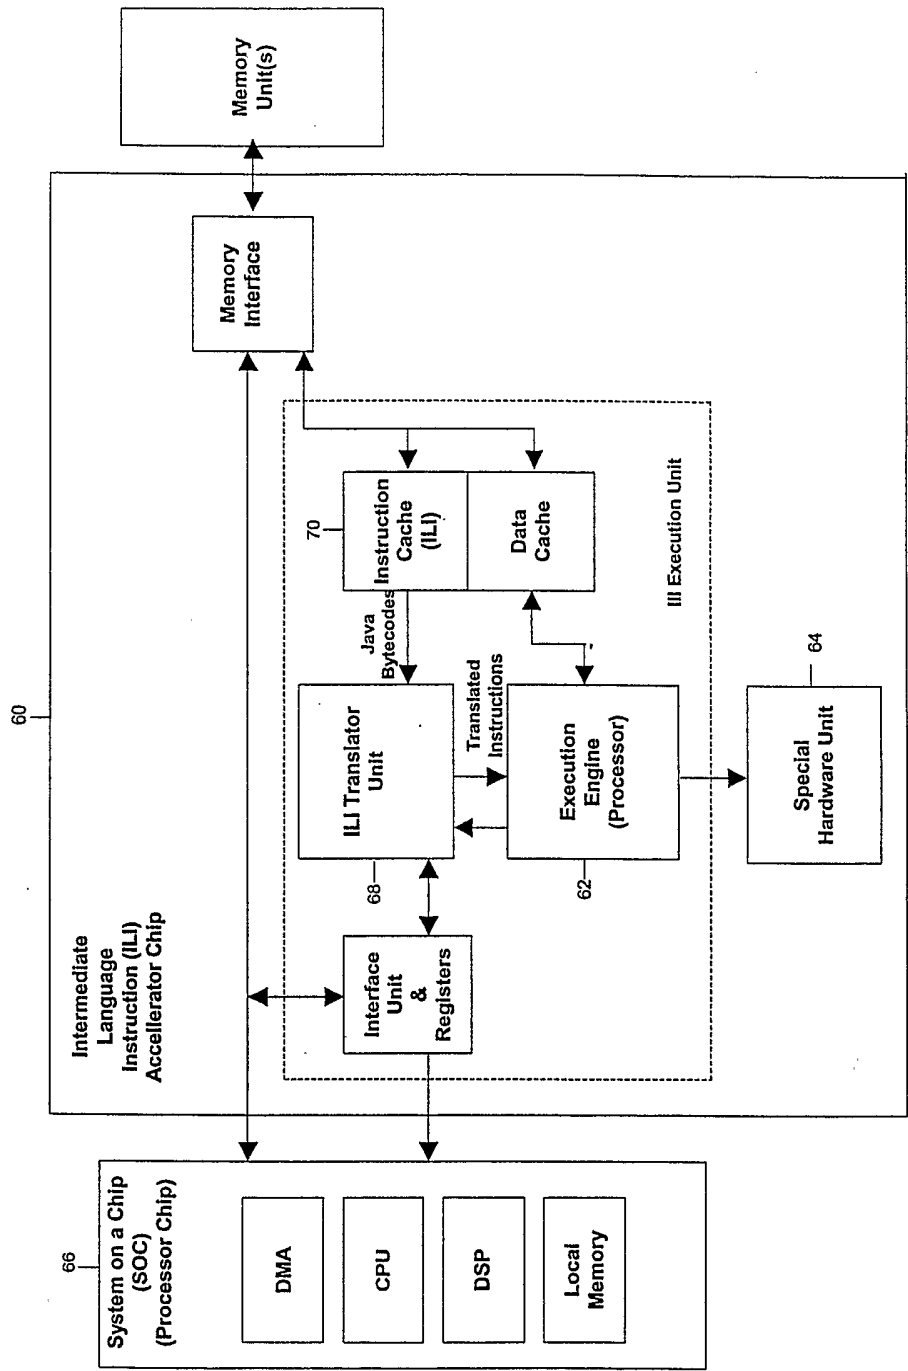 66
System on a Chip
(SOC)
(Processor Chip)
DMA
CPU
DSP
Local
Memory
60
Intermediate
Language
Instruction (ILI)
Accellerator Chip
Interface
Unit
&
Registers
68
ILI Translator
Unit
Java
Bytecodes
70
Instruction
Cache
(ILI)
Data
Cache
Translated
Instructions
62
Execution
Engine
(Processor)
III Execution Unit
64
Special
Hardware Unit
Memory
Interface
Memory
Unit(s)